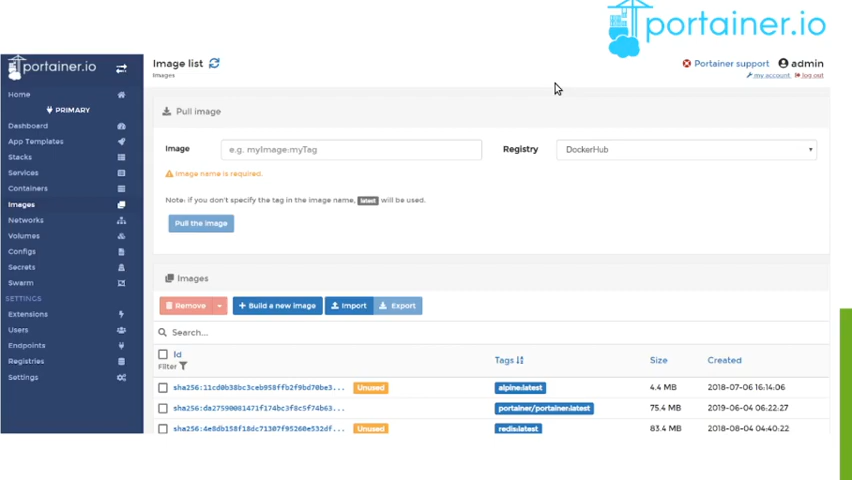 portainer.io
portainer.io
Home
PRIMARY
Dashboard
App Templates
Stacks
Services
Containers
Images
Networks
Volumes
Configs
Secrets
Swarm
SETTINGS
Extensions
Users
Endpoints
Registries
Settings
Image list
Images
Portainer support
admin
my account
log out
Pull image
Image
e.g. myImage:myTag
Registry
DockerHub
Image name is required.
Note: if you don't specify the tag in the image name, latest will be used.
Pull the image
Images
Remove
Build a new image
Import
Export
Search...
Id
Filter
Tags
Size
Created
sha256:11cd0b38bc3ceb958ffb2f9bd70be3... Unused alpine:latest 4.4 MB 2018-07-06 16:14:06
sha256:da27590081471f174bc3f8c5f74b63... portainer/portainer:latest 75.4 MB 2019-06-04 06:22:27
sha256:4e8db158f18dc71307f95260e532df... Unused redis:latest 83.4 MB 2018-08-04 04:40:22